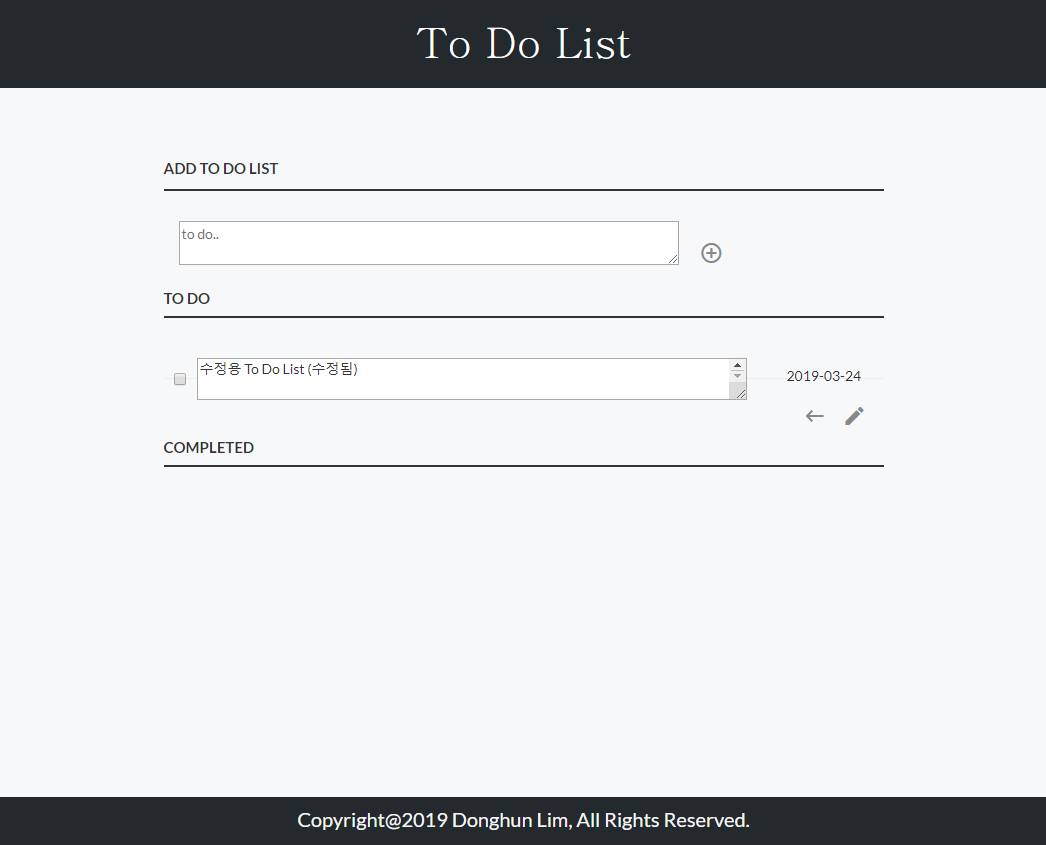 To Do List
ADD TO DO LIST
to do..
TO DO
수정용 To Do List (수정됨)
2019-03-24
COMPLETED
Copyright@2019 Donghun Lim, All Rights Reserved.